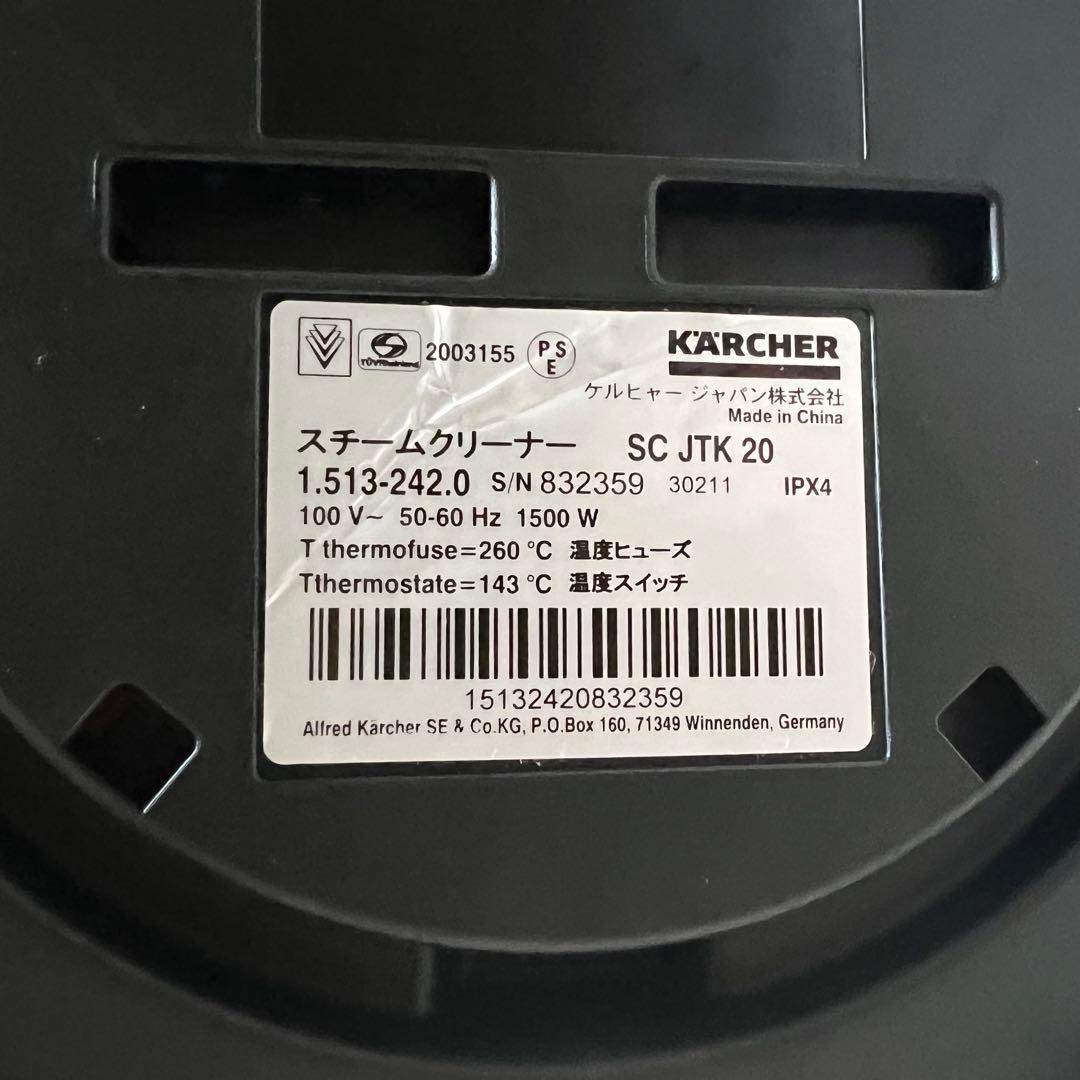 TÜVRheinland 2003155 PSE KÄRCHER
ケルヒャー ジャパン株式会社
Made in China
スチームクリーナー SC JTK 20
1.513-242.0 S/N 832359 30211 IPX4
100 V~ 50-60 Hz 1500 W
T thermofuse=260 °C 温度ヒューズ
Tthermostate=143 °C 温度スイッチ
15132420832359
Alfred Kärcher SE & Co.KG, P.O.Box 160, 71349 Winnenden, Germany